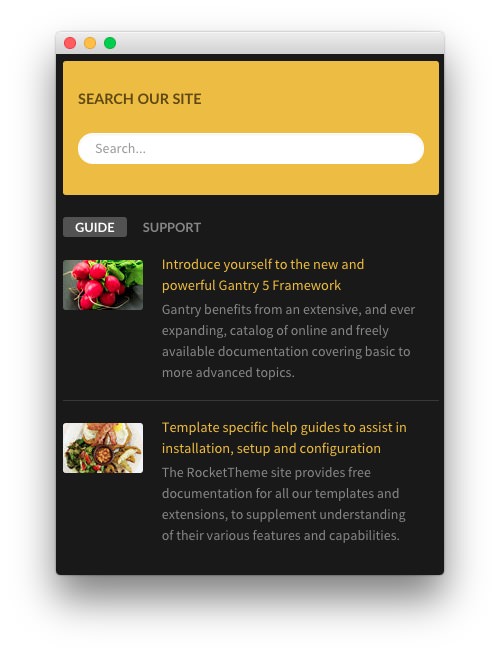 SEARCH OUR SITE
Search...
GUIDE SUPPORT
Introduce yourself to the new and
powerful Gantry 5 Framework
Gantry benefits from an extensive, and ever
expanding, catalog of online and freely
available documentation covering basic to
more advanced topics.
Template specific help guides to assist in
installation, setup and configuration
The RocketTheme site provides free
documentation for all our templates and
extensions, to supplement understanding
of their various features and capabilities.